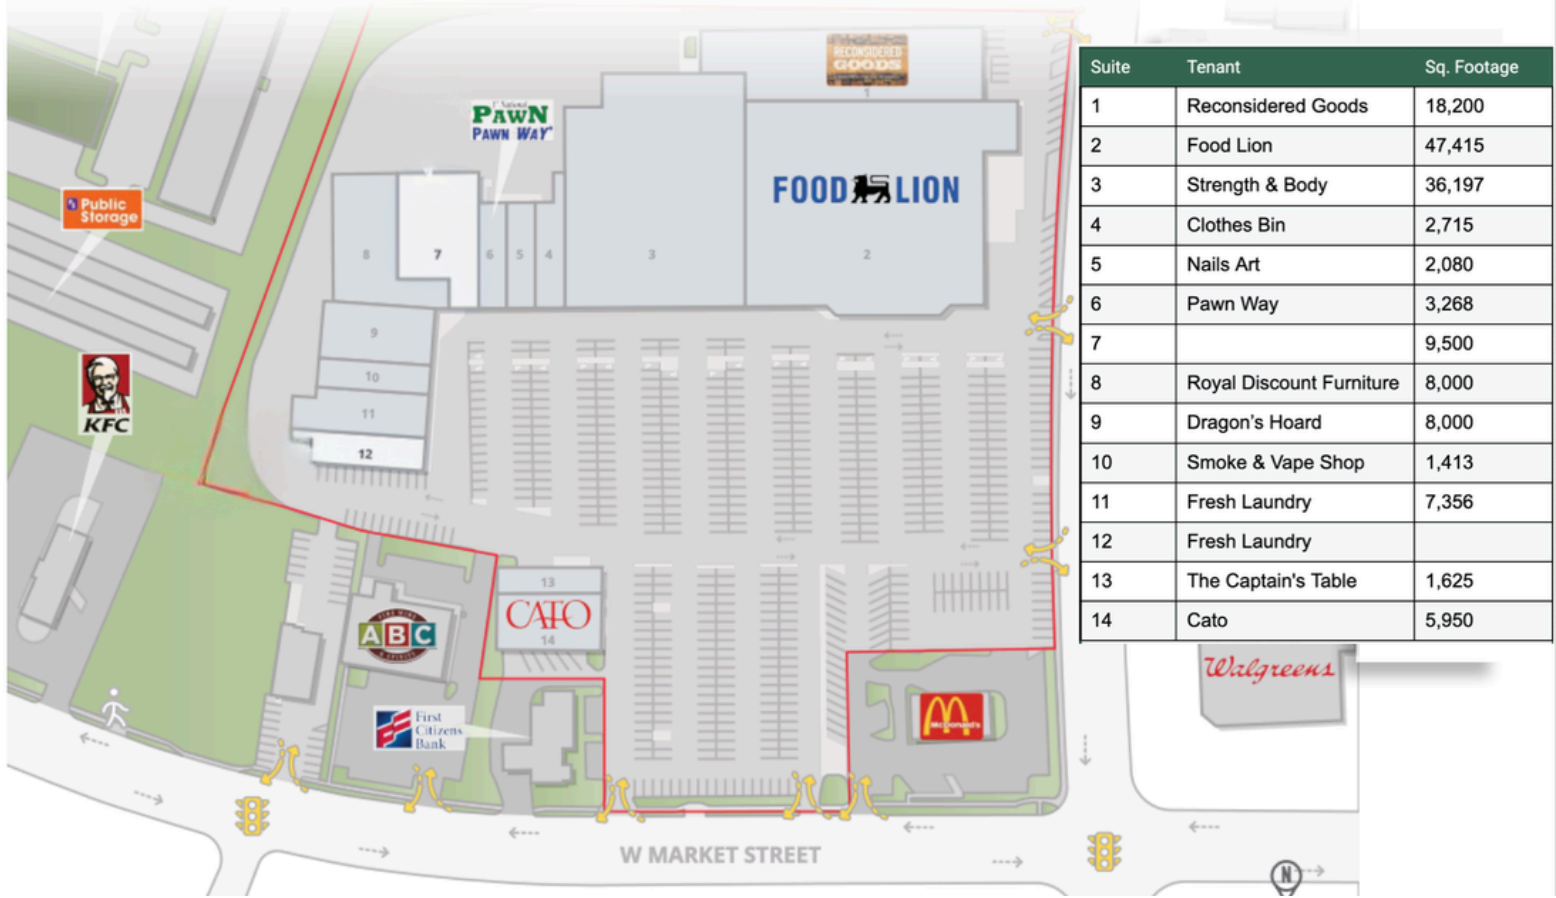 RECONSIDERED
GOODS
1
1st National
PAWN
PAWN WAY
Public
Storage
FOOD LION
8
7
6
5
4
3
2
9
10
11
12
KFC
13
CATO
14
ABC
First
Citizens
Bank
McDonald's
Walgreens
W MARKET STREET
N
Suite Tenant Sq. Footage
1 Reconsidered Goods 18,200
2 Food Lion 47,415
3 Strength & Body 36,197
4 Clothes Bin 2,715
5 Nails Art 2,080
6 Pawn Way 3,268
7 9,500
8 Royal Discount Furniture 8,000
9 Dragon’s Hoard 8,000
10 Smoke & Vape Shop 1,413
11 Fresh Laundry 7,356
12 Fresh Laundry
13 The Captain's Table 1,625
14 Cato 5,950